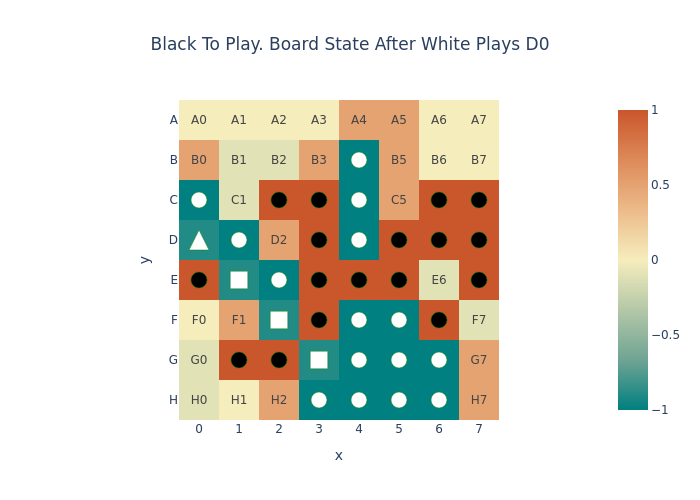 Black To Play. Board State After White Plays D0
A A0 A1 A2 A3 A4 A5 A6 A7
B B0 B1 B2 B3 B5 B6 B7
C C1 C5
D D2
E E6
F F0 F1 F7
G G0 G7
H H0 H1 H2 H7
0 1 2 3 4 5 6 7
x
y
1
0.5
0
−0.5
−1